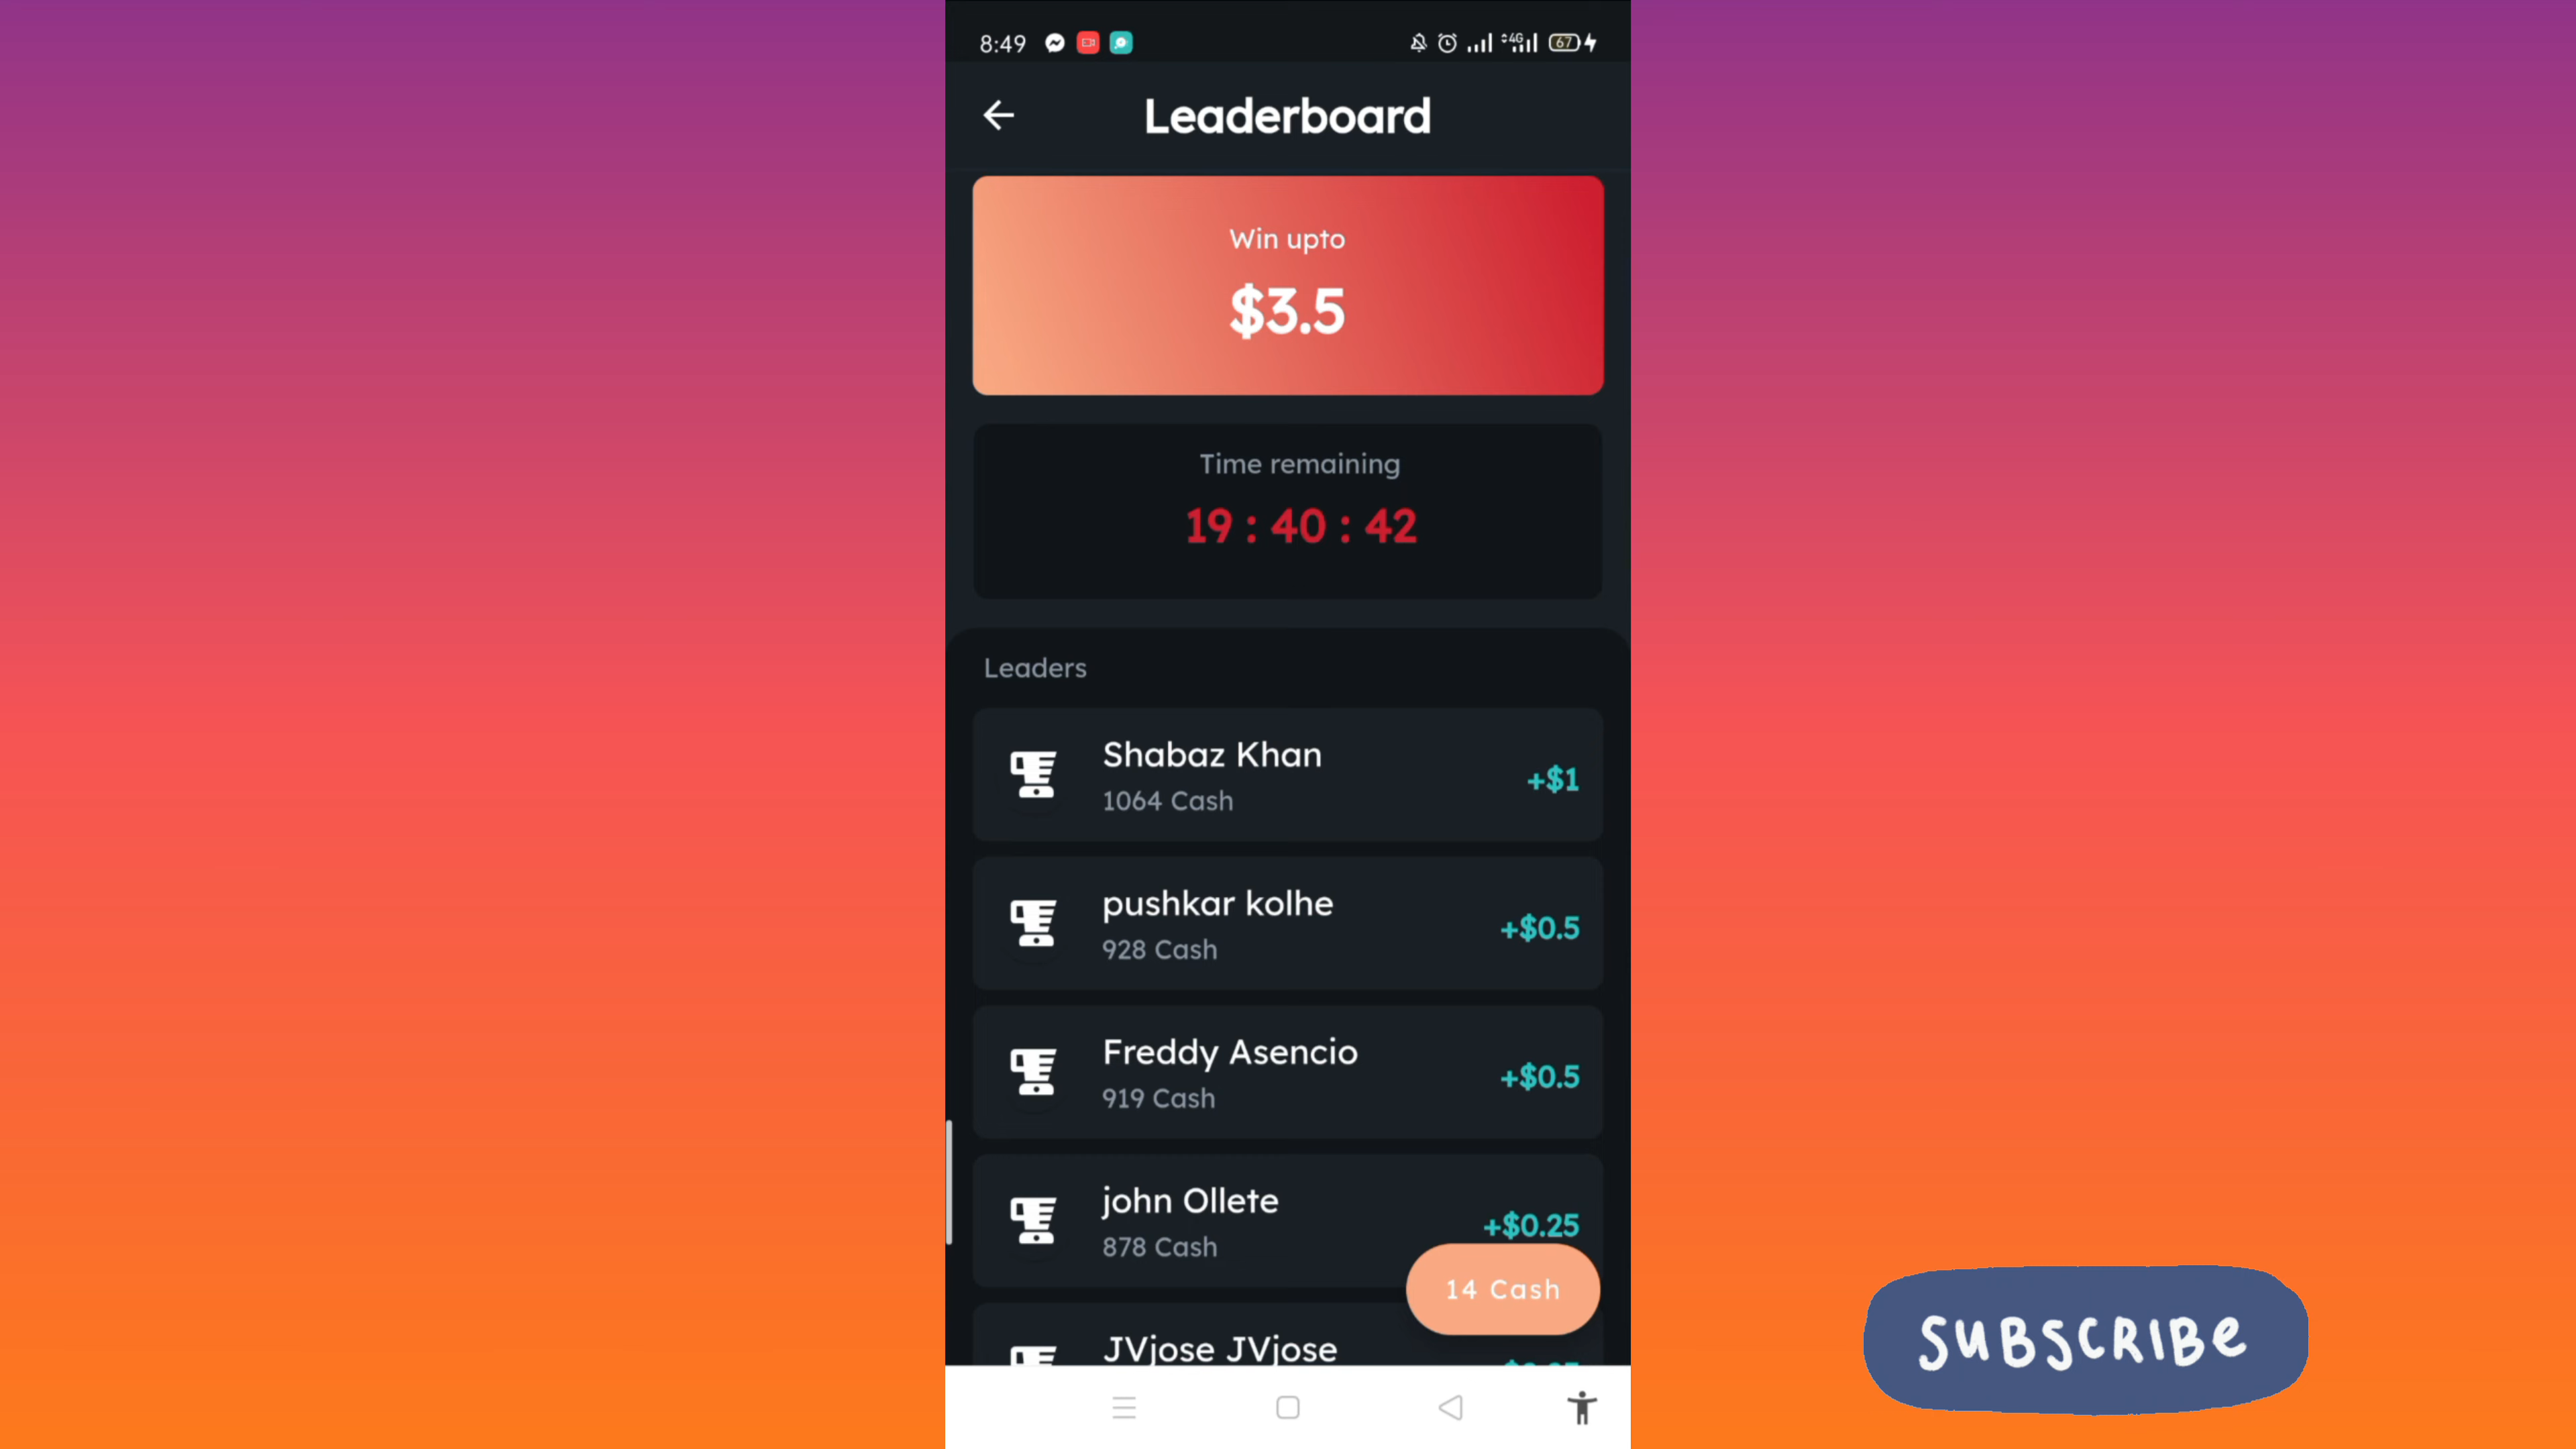 8:49
4G
67
Leaderboard
Win upto
$3.5
Time remaining
19 : 40 : 42
Leaders
Shabaz Khan
1064 Cash
+$1
pushkar kolhe
928 Cash
+$0.5
Freddy Asencio
919 Cash
+$0.5
john Ollete
878 Cash
+$0.25
14 Cash
JVjose JVjose
SUBSCRIBe